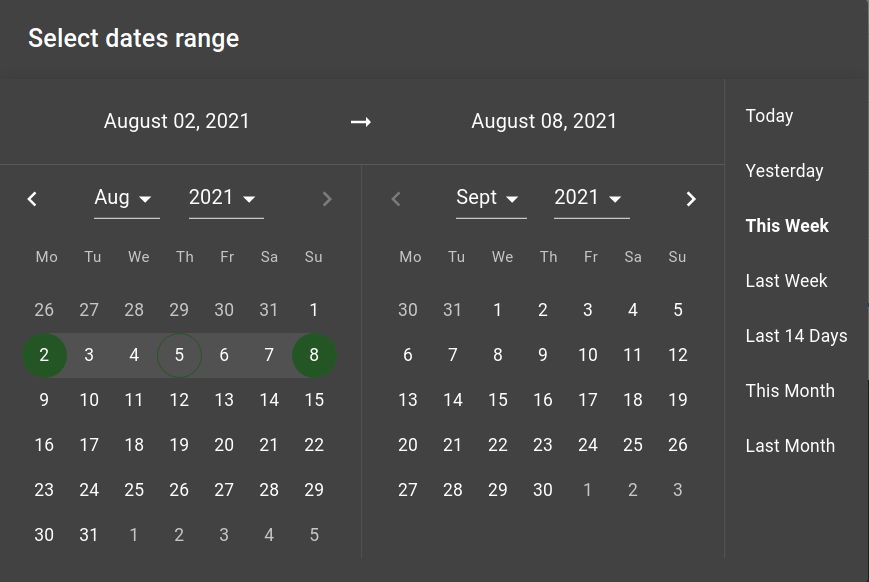 Select dates range
August 02, 2021 → August 08, 2021
Aug 2021
Mo Tu We Th Fr Sa Su
26 27 28 29 30 31 1
2 3 4 5 6 7 8
9 10 11 12 13 14 15
16 17 18 19 20 21 22
23 24 25 26 27 28 29
30 31 1 2 3 4 5
Sept 2021
Mo Tu We Th Fr Sa Su
30 31 1 2 3 4 5
6 7 8 9 10 11 12
13 14 15 16 17 18 19
20 21 22 23 24 25 26
27 28 29 30 1 2 3
Today
Yesterday
This Week
Last Week
Last 14 Days
This Month
Last Month